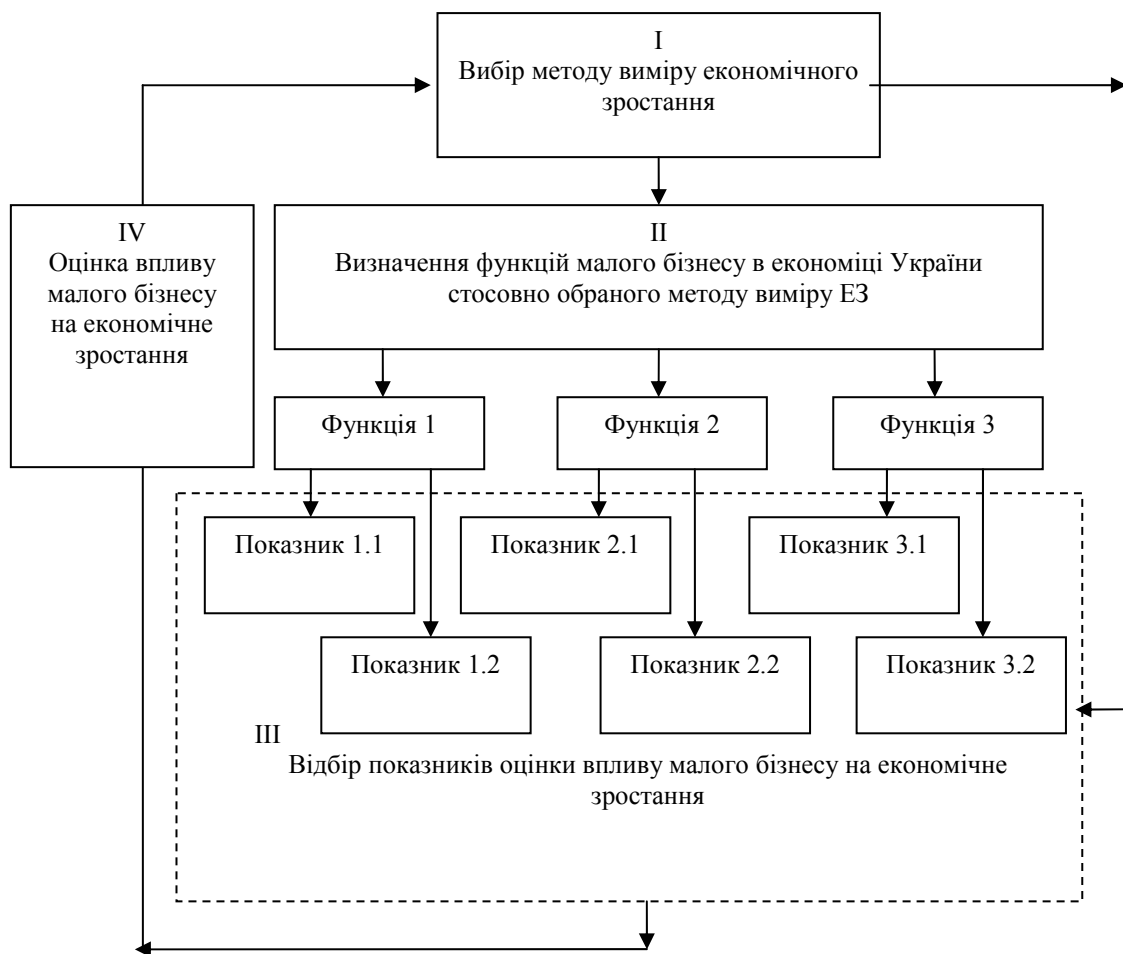 I
Вибір методу виміру економічного
зростання
IV
Оцінка впливу
малого бізнесу
на економічне
зростання
II
Визначення функцій малого бізнесу в економіці України
стосовно обраного методу виміру ЕЗ
Функція 1
Функція 2
Функція 3
Показник 1.1
Показник 2.1
Показник 3.1
Показник 1.2
Показник 2.2
Показник 3.2
III
Відбір показників оцінки впливу малого бізнесу на економічне
зростання